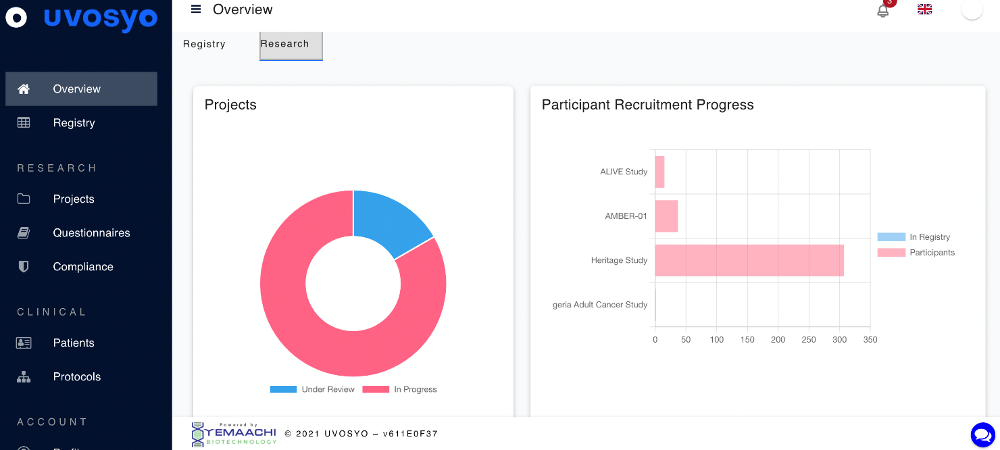 uvosyo
Overview
3
Registry
Research
Overview
Registry
RESEARCH
Projects
Questionnaires
Compliance
CLINICAL
Patients
Protocols
ACCOUNT
Projects
Under Review
In Progress
Participant Recruitment Progress
ALIVE Study
AMBER-01
Heritage Study
geria Adult Cancer Study
0 50 100 150 200 250 300 350
In Registry
Participants
Powered by
YEMAACHI
BIOTECHNOLOGY
© 2021 UVOSYO ~ v611E0F37